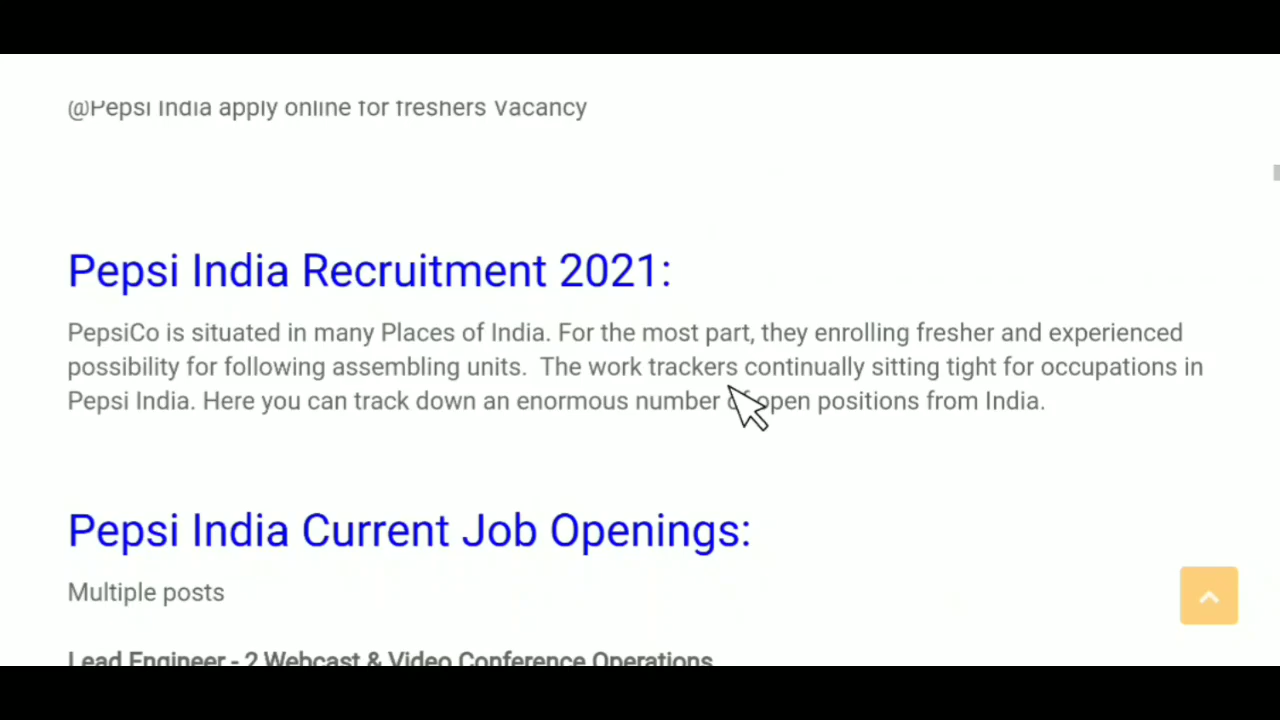 @Pepsi India apply online for freshers Vacancy
Pepsi India Recruitment 2021:
PepsiCo is situated in many Places of India. For the most part, they enrolling fresher and experienced
possibility for following assembling units. The work trackers continually sitting tight for occupations in
Pepsi India. Here you can track down an enormous number of open positions from India.
Pepsi India Current Job Openings:
Multiple posts
Lead Engineer - 2 Webcast & Video Conference Operations